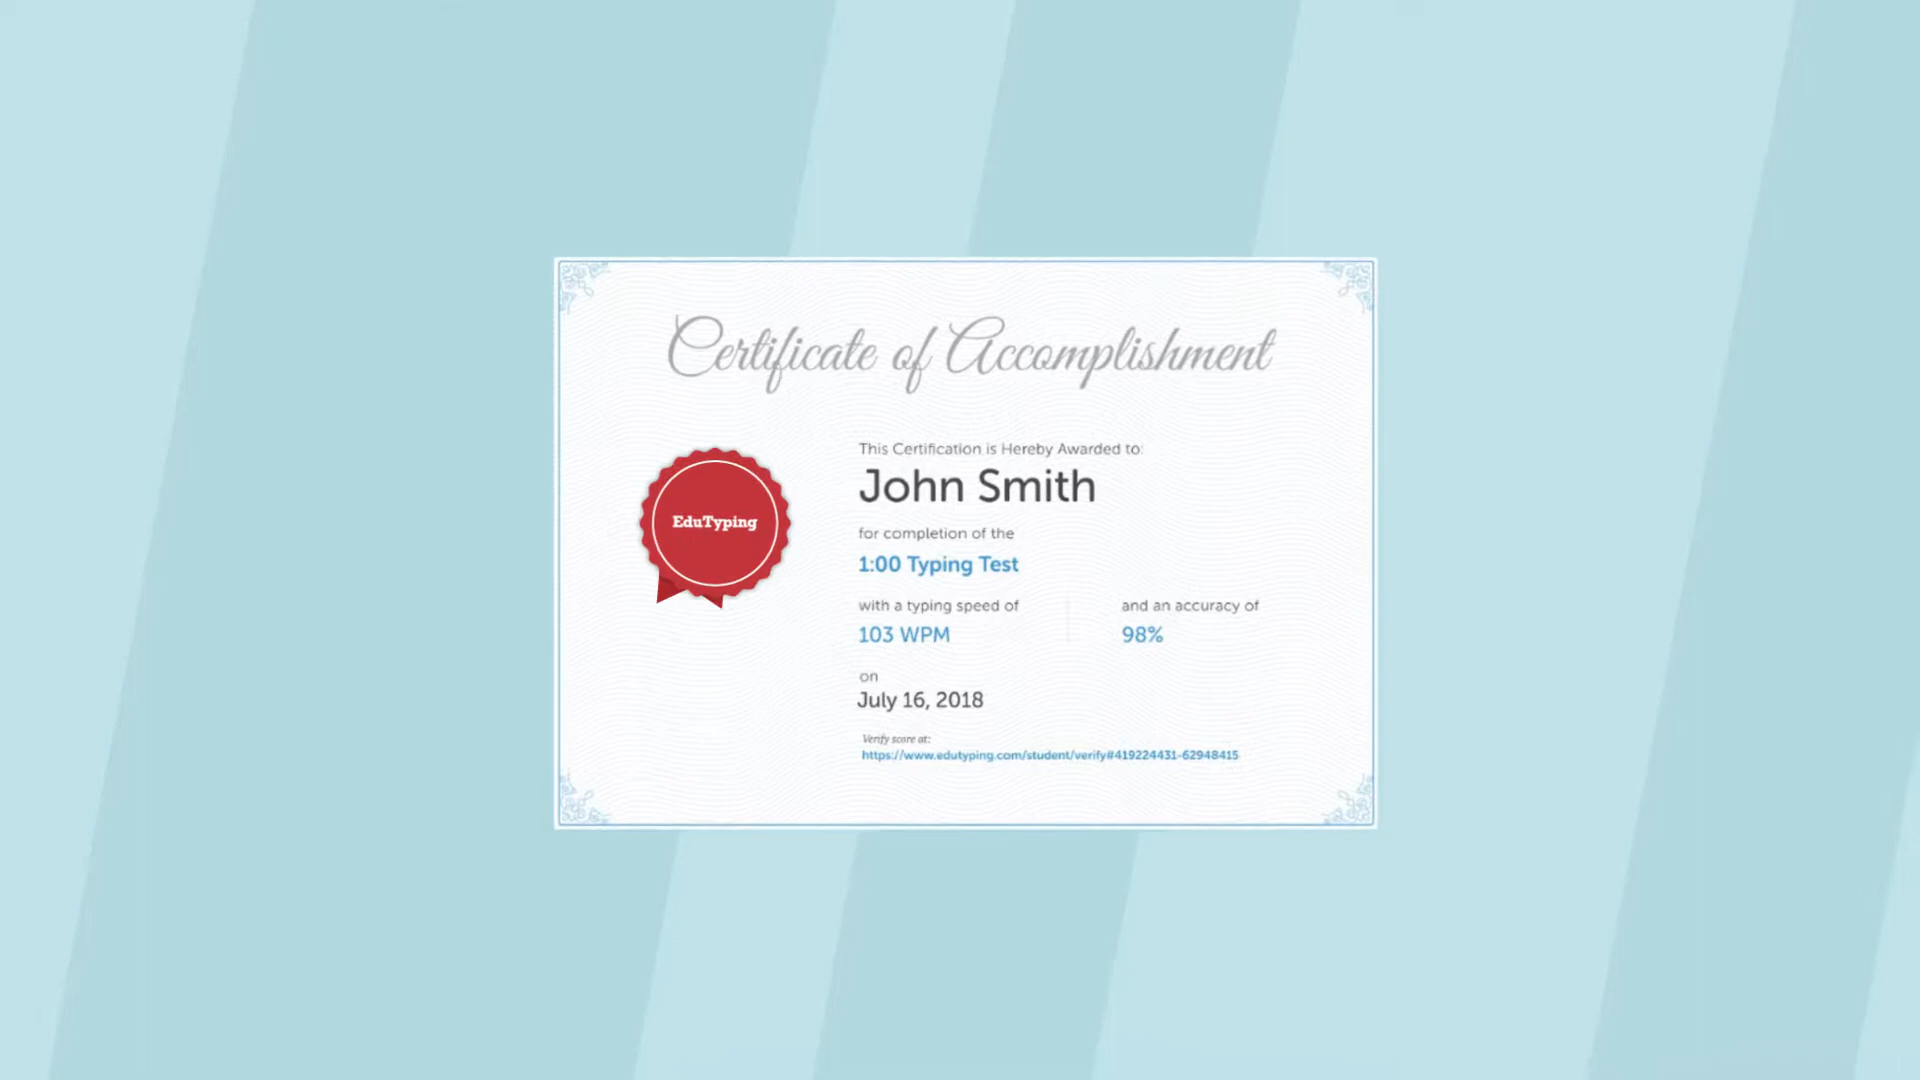 Certificate of Accomplishment
This Certification is Hereby Awarded to:
John Smith
EduTyping
for completion of the
1:00 Typing Test
with a typing speed of
103 WPM
and an accuracy of
98%
on
July 16, 2018
Verify score at:
https://www.edutyping.com/student/verify#419224431-62948415